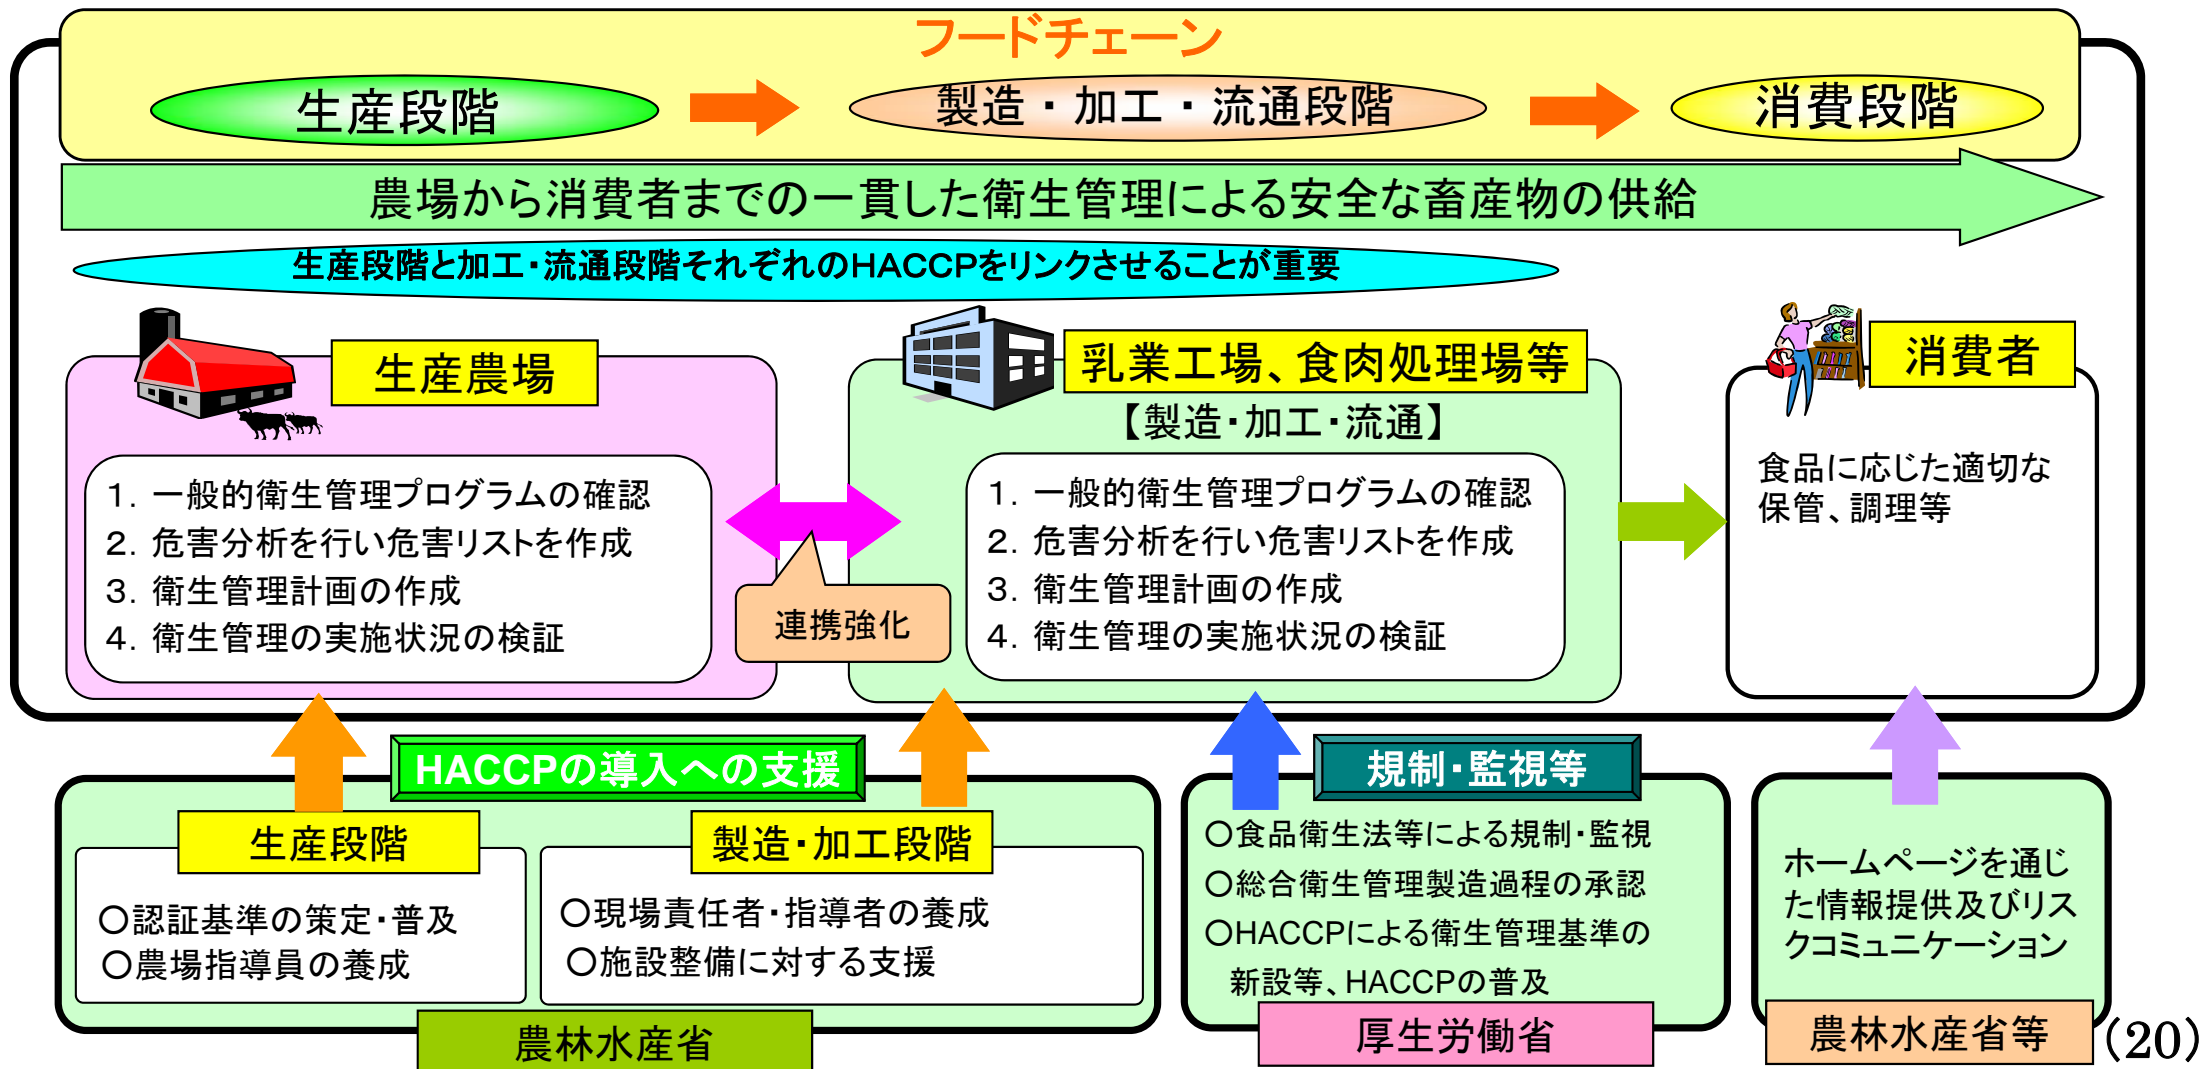 フードチェーン
生産段階
製造・加工・流通段階
消費段階
農場から消費者までの一貫した衛生管理による安全な畜産物の供給
生産段階と加工・流通段階それぞれのHACCPをリンクさせることが重要
生産農場
1. 一般的衛生管理プログラムの確認
2. 危害分析を行い危害リストを作成
3. 衛生管理計画の作成
4. 衛生管理の実施状況の検証
連携強化
乳業工場、食肉処理場等
【製造・加工・流通】
1. 一般的衛生管理プログラムの確認
2. 危害分析を行い危害リストを作成
3. 衛生管理計画の作成
4. 衛生管理の実施状況の検証
消費者
食品に応じた適切な
保管、調理等
HACCPの導入への支援
生産段階
○認証基準の策定・普及
○農場指導員の養成
製造・加工段階
○現場責任者・指導者の養成
○施設整備に対する支援
農林水産省
規制・監視等
○食品衛生法等による規制・監視
○総合衛生管理製造過程の承認
○HACCPによる衛生管理基準の
新設等、HACCPの普及
厚生労働省
ホームページを通じ
た情報提供及びリス
クコミュニケーション
農林水産省等
(20)